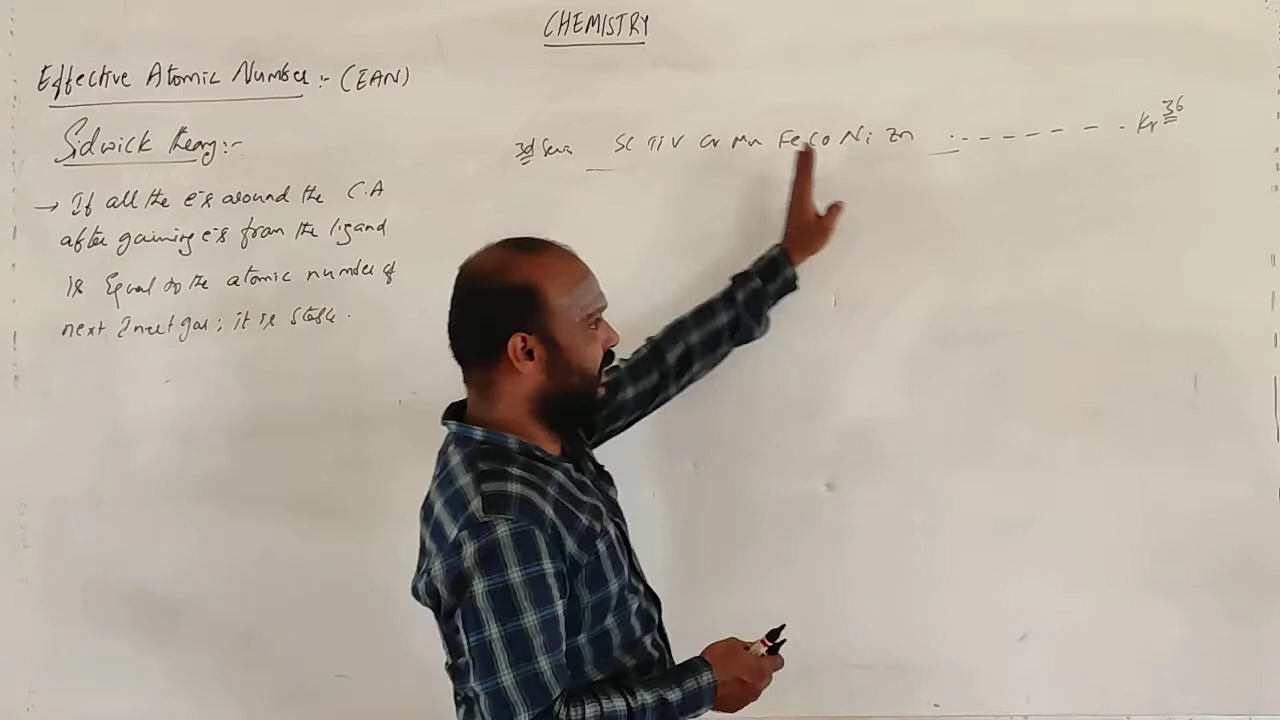 CHEMISTRY
Effective Atomic Number :- (EAN)
Sidwick theory:-
3d Series Sc Ti V Cr Mn Fe Co Ni Zn ----- Kr 36
→ If all the e⁻s around the C.A
after gaining e⁻s from the ligand
is Equal to the atomic number of
next Inert gas ; it is stable.